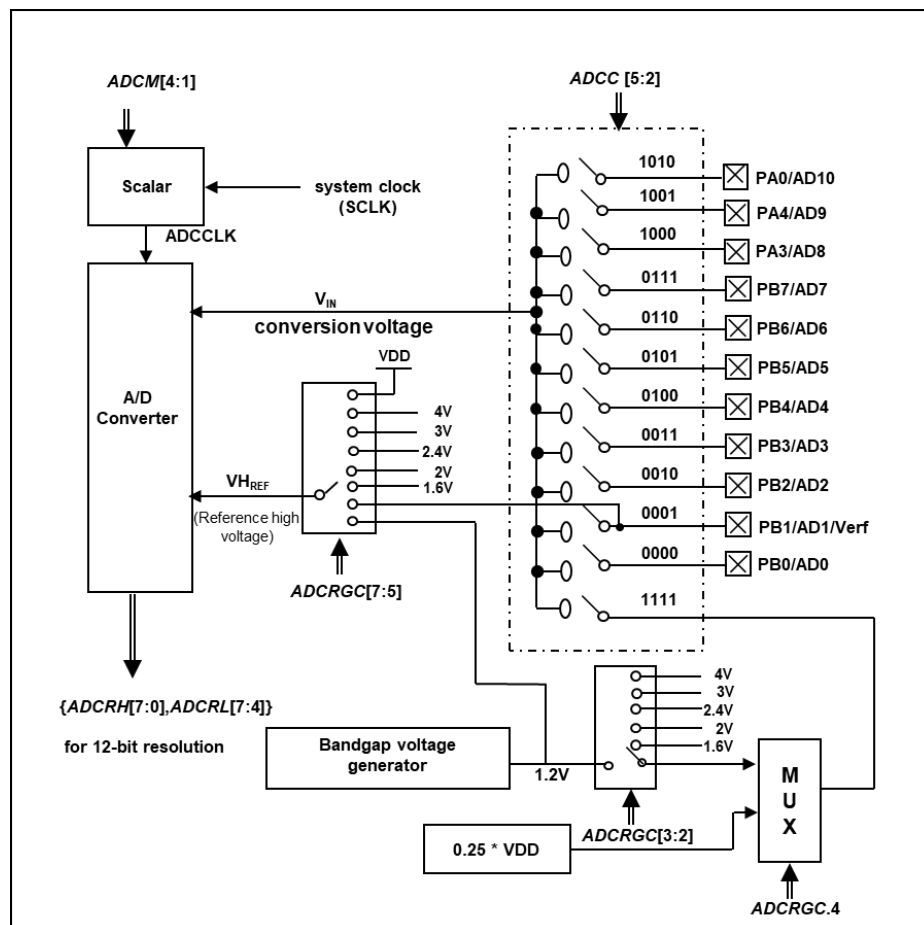 ADCM[4:1]
ADCC [5:2]
Scalar
system clock
(SCLK)
ADCCLK
1010
PA0/AD10
1001
PA4/AD9
1000
PA3/AD8
0111
PB7/AD7
0110
PB6/AD6
0101
PB5/AD5
0100
PB4/AD4
0011
PB3/AD3
0010
PB2/AD2
0001
PB1/AD1/Verf
0000
PB0/AD0
1111
VIN
conversion voltage
A/D
Converter
VDD
4V
3V
2.4V
2V
1.6V
VHREF
(Reference high
voltage)
ADCRGC[7:5]
{ADCRH[7:0],ADCRL[7:4]}
for 12-bit resolution
Bandgap voltage
generator
1.2V
4V
3V
2.4V
2V
1.6V
ADCRGC[3:2]
0.25 * VDD
M
U
X
ADCRGC.4